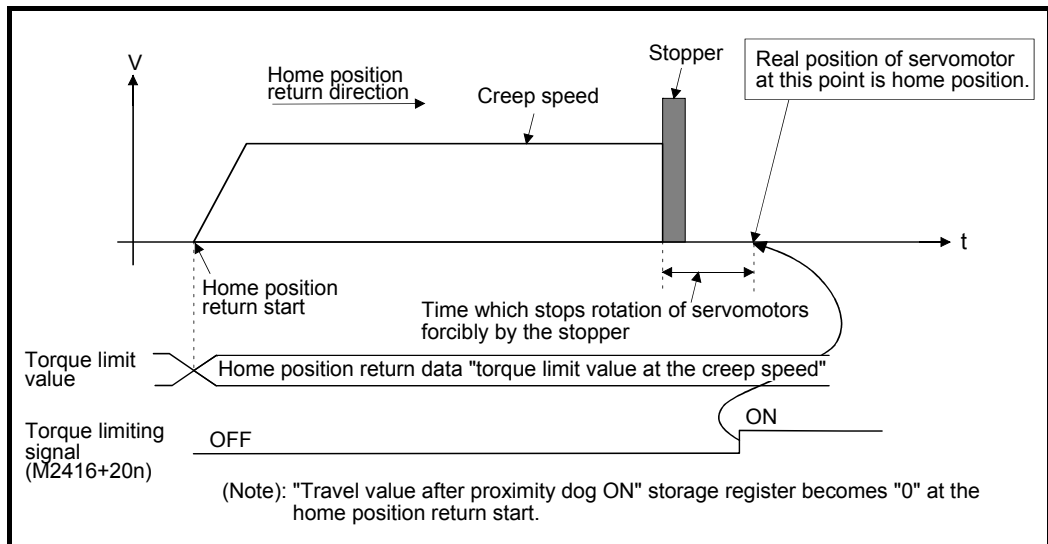 V
Home position
return direction
Creep speed
Stopper
Real position of servomotor
at this point is home position.
t
Home position
return start
Time which stops rotation of servomotors
forcibly by the stopper
Torque limit
value
Home position return data "torque limit value at the creep speed"
Torque limiting
signal
(M2416+20n)
OFF
ON
(Note): "Travel value after proximity dog ON" storage register becomes "0" at the
home position return start.